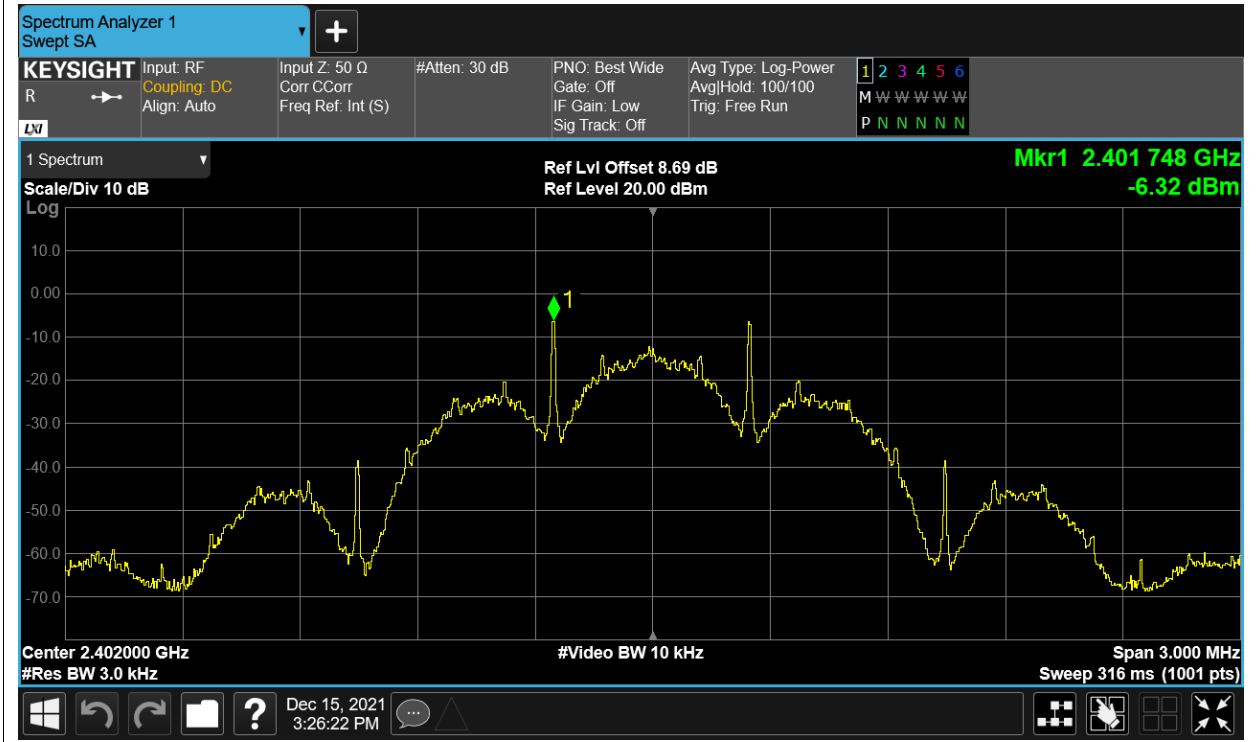 Spectrum Analyzer 1
Swept SA
+
KEYSIGHT
R
LXI
Input: RF
Coupling: DC
Align: Auto
Input Z: 50 Ω
Corr CCorr
Freq Ref: Int (S)
#Atten: 30 dB
PNO: Best Wide
Gate: Off
IF Gain: Low
Sig Track: Off
Avg Type: Log-Power
Avg|Hold: 100/100
Trig: Free Run
1 2 3 4 5 6
M W W W W W
P N N N N N
1 Spectrum
Scale/Div 10 dB
Log
Ref Lvl Offset 8.69 dB
Ref Level 20.00 dBm
Mkr1 2.401 748 GHz
-6.32 dBm
1
10.0
0.00
-10.0
-20.0
-30.0
-40.0
-50.0
-60.0
-70.0
Center 2.402000 GHz
#Video BW 10 kHz
Span 3.000 MHz
#Res BW 3.0 kHz
Sweep 316 ms (1001 pts)
?
Dec 15, 2021
3:26:22 PM